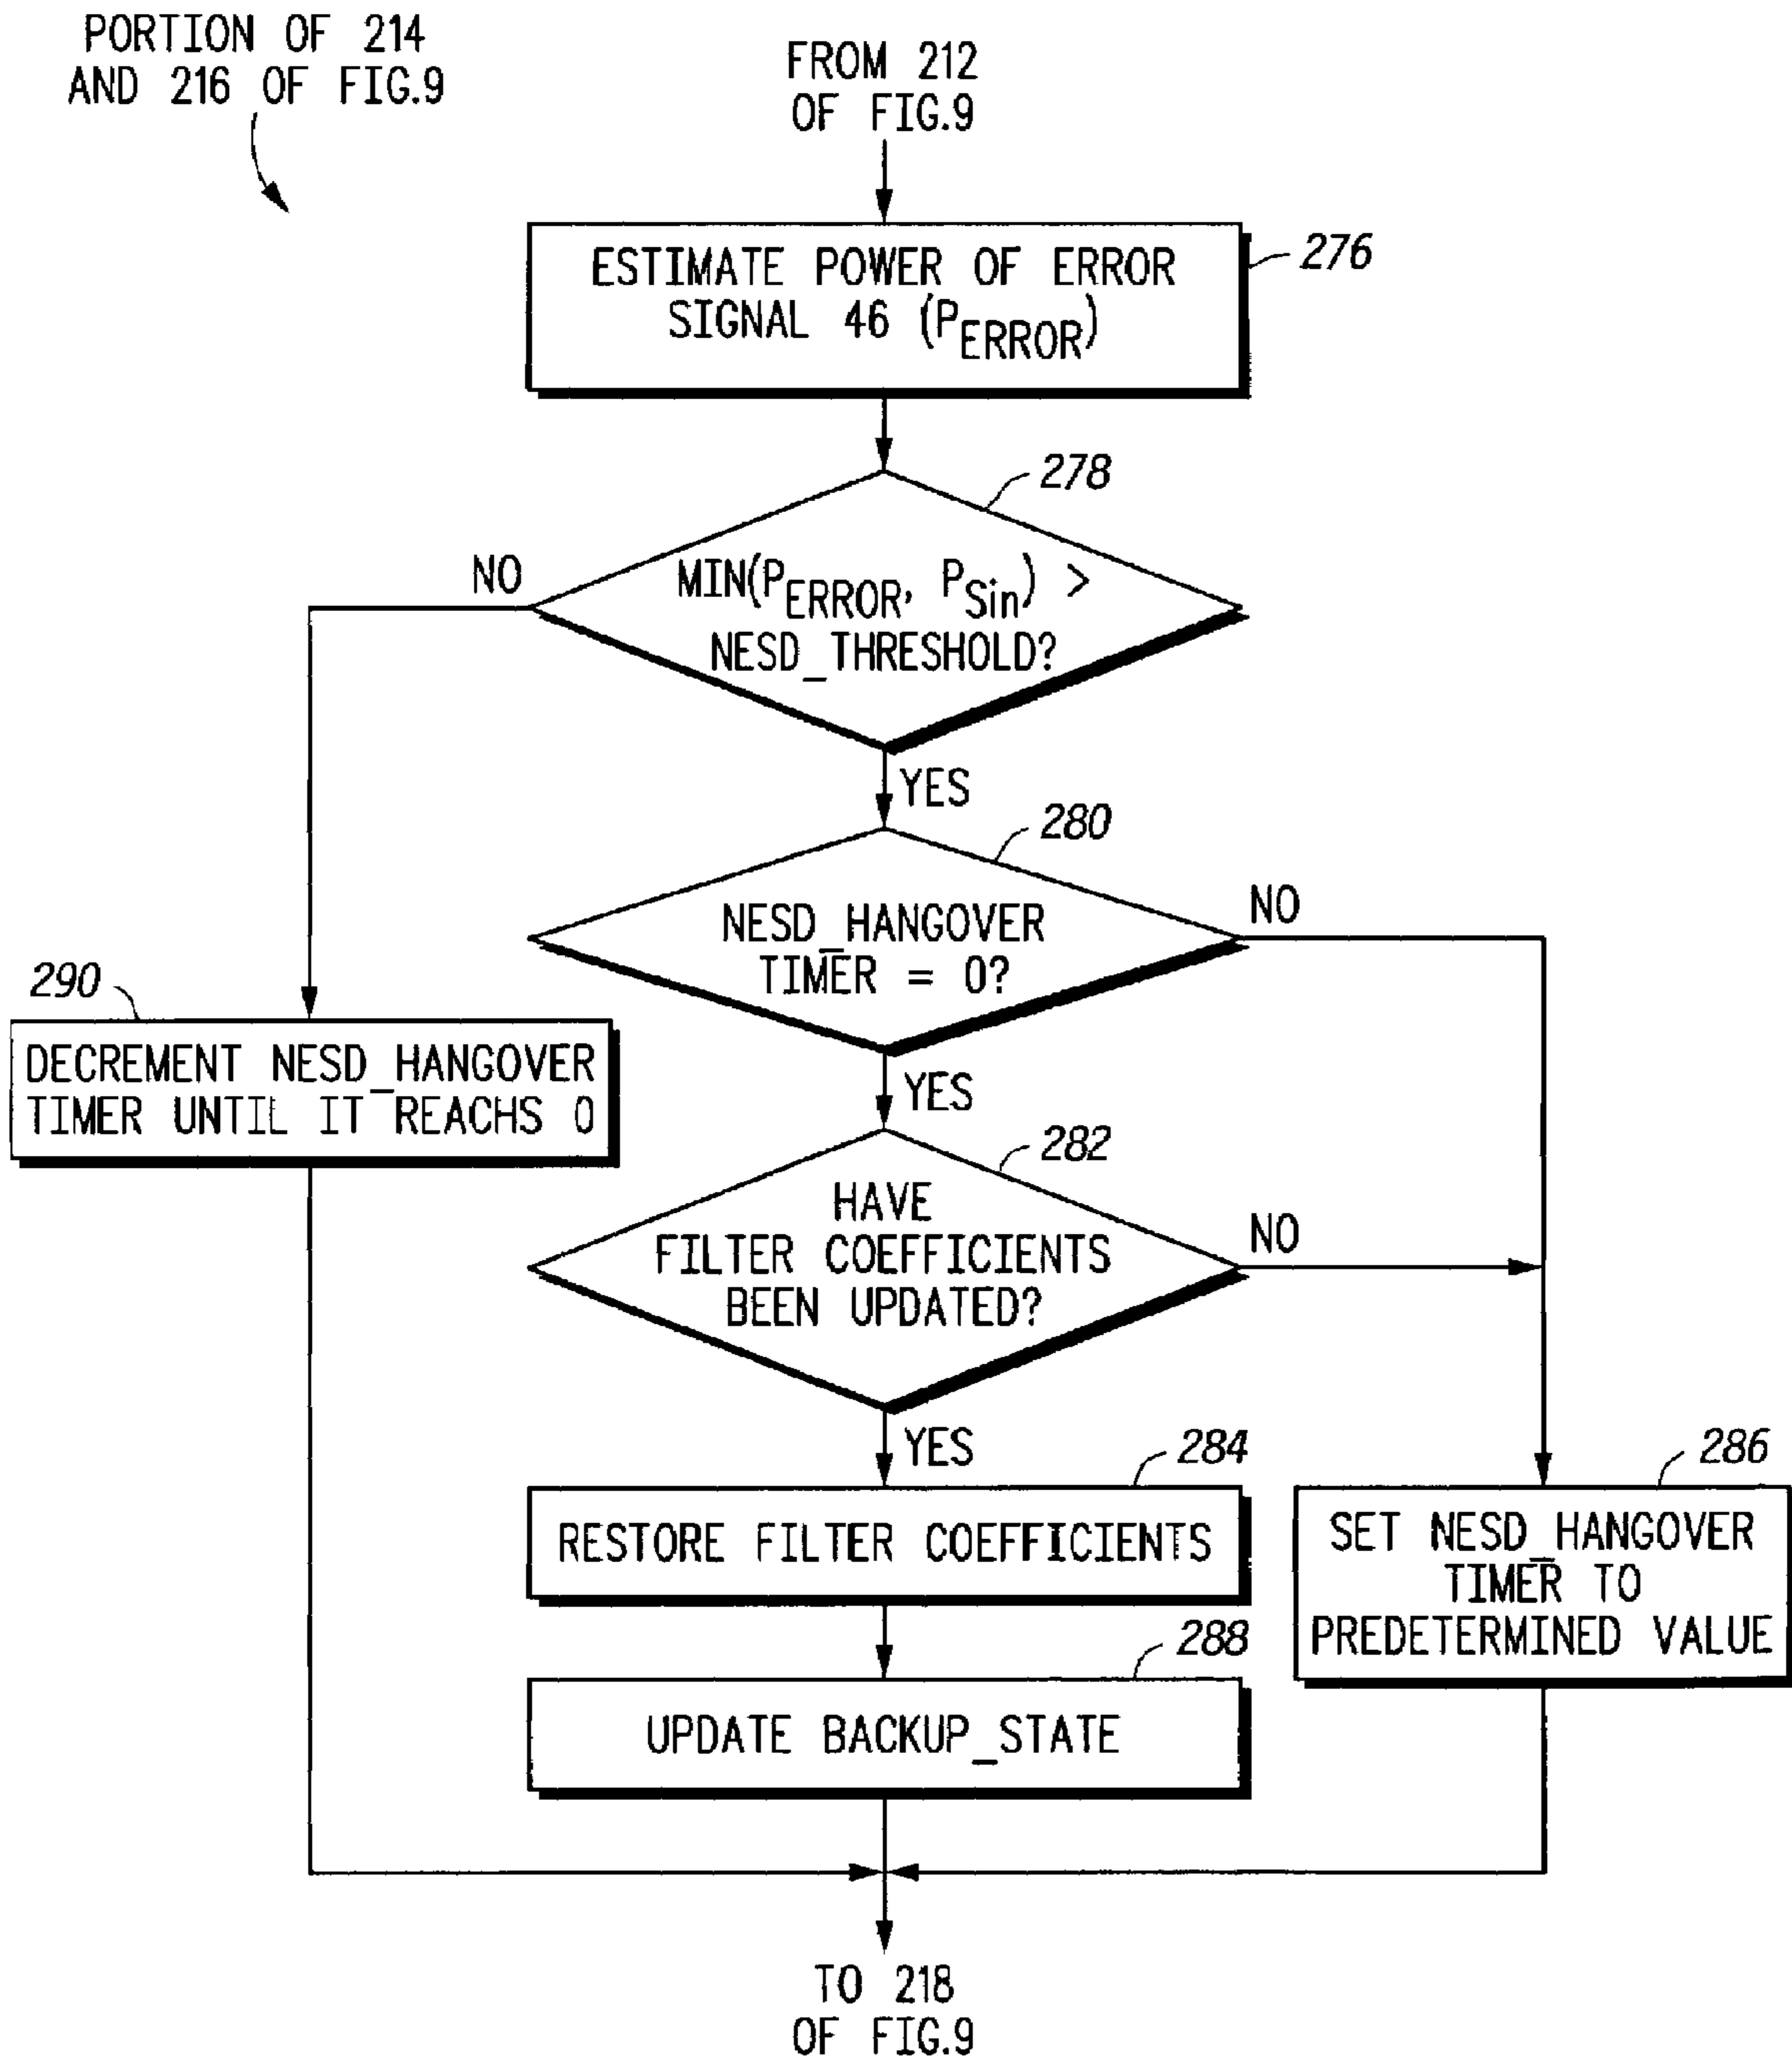 PORTION OF 214
AND 216 OF FIG.9
FROM 212
OF FIG.9
ESTIMATE POWER OF ERROR
SIGNAL 46 (PERROR)
276
278
MIN(PERROR, PSin) >
NESD_THRESHOLD?
NO
YES
280
NESD_HANGOVER
TIMER = 0?
NO
290
DECREMENT NESD_HANGOVER
TIMER UNTIL IT REACHS 0
YES
282
HAVE
FILTER COEFFICIENTS
BEEN UPDATED?
NO
YES
284
RESTORE FILTER COEFFICIENTS
286
SET NESD_HANGOVER
TIMER TO
PREDETERMINED VALUE
288
UPDATE BACKUP_STATE
TO 218
OF FIG.9